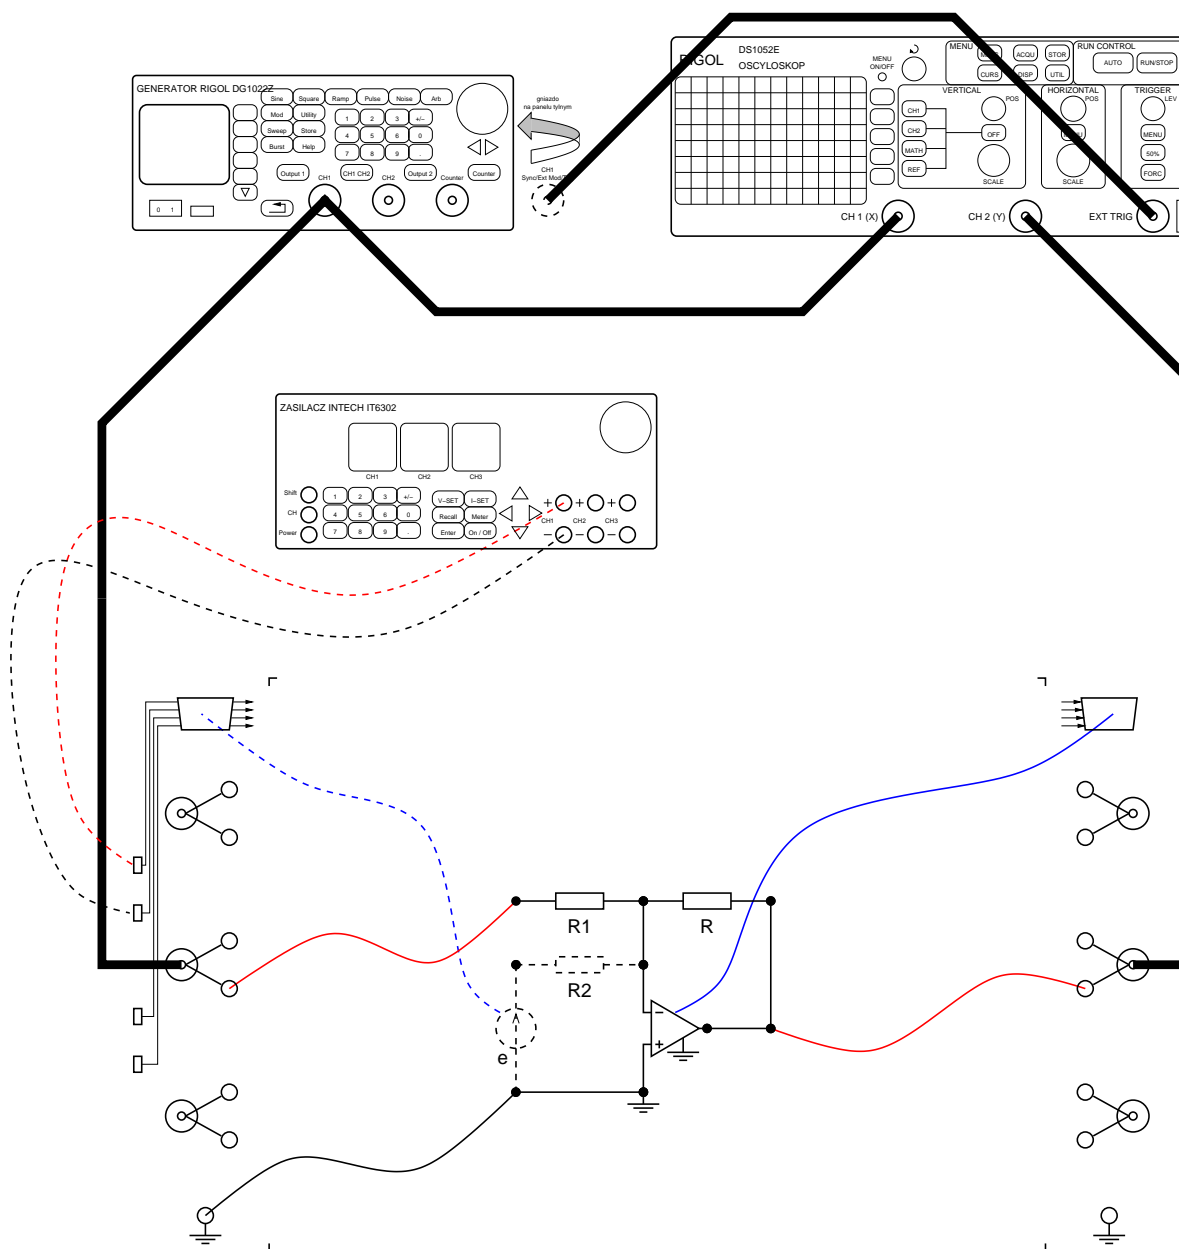 GENERATOR RIGOL DG1022Z
Sine Square Ramp Pulse Noise Arb
Mod Utility
Sweep Store
Burst Help
1 2 3 +/−
4 5 6 0
7 8 9 .
Output 1 CH1 CH2 Output 2 Counter
CH1 CH2 Counter
0 1
gniazdo
na panelu tylnym
CH1
Sync/Ext Mod/
RIGOL
DS1052E
OSCYLOSKOP
MENU
ON/OFF
MENU
ACQU STOR
CURS DISP UTIL
RUN CONTROL
AUTO RUN/STOP
VERTICAL
POS
CH1
CH2
MATH
REF
OFF
SCALE
HORIZONTAL
POS
MENU
SCALE
TRIGGER
LEV
MENU
50%
FORC
CH 1 (X) CH 2 (Y) EXT TRIG
ZASILACZ INTECH IT6302
CH1 CH2 CH3
Shift
CH
Power
1 2 3 +/−
4 5 6 0
7 8 9 .
V−SET I−SET
Recall Meter
Enter On / Off
+ + +
CH1 CH2 CH3
− − −
R1 R
R2
−
+
e